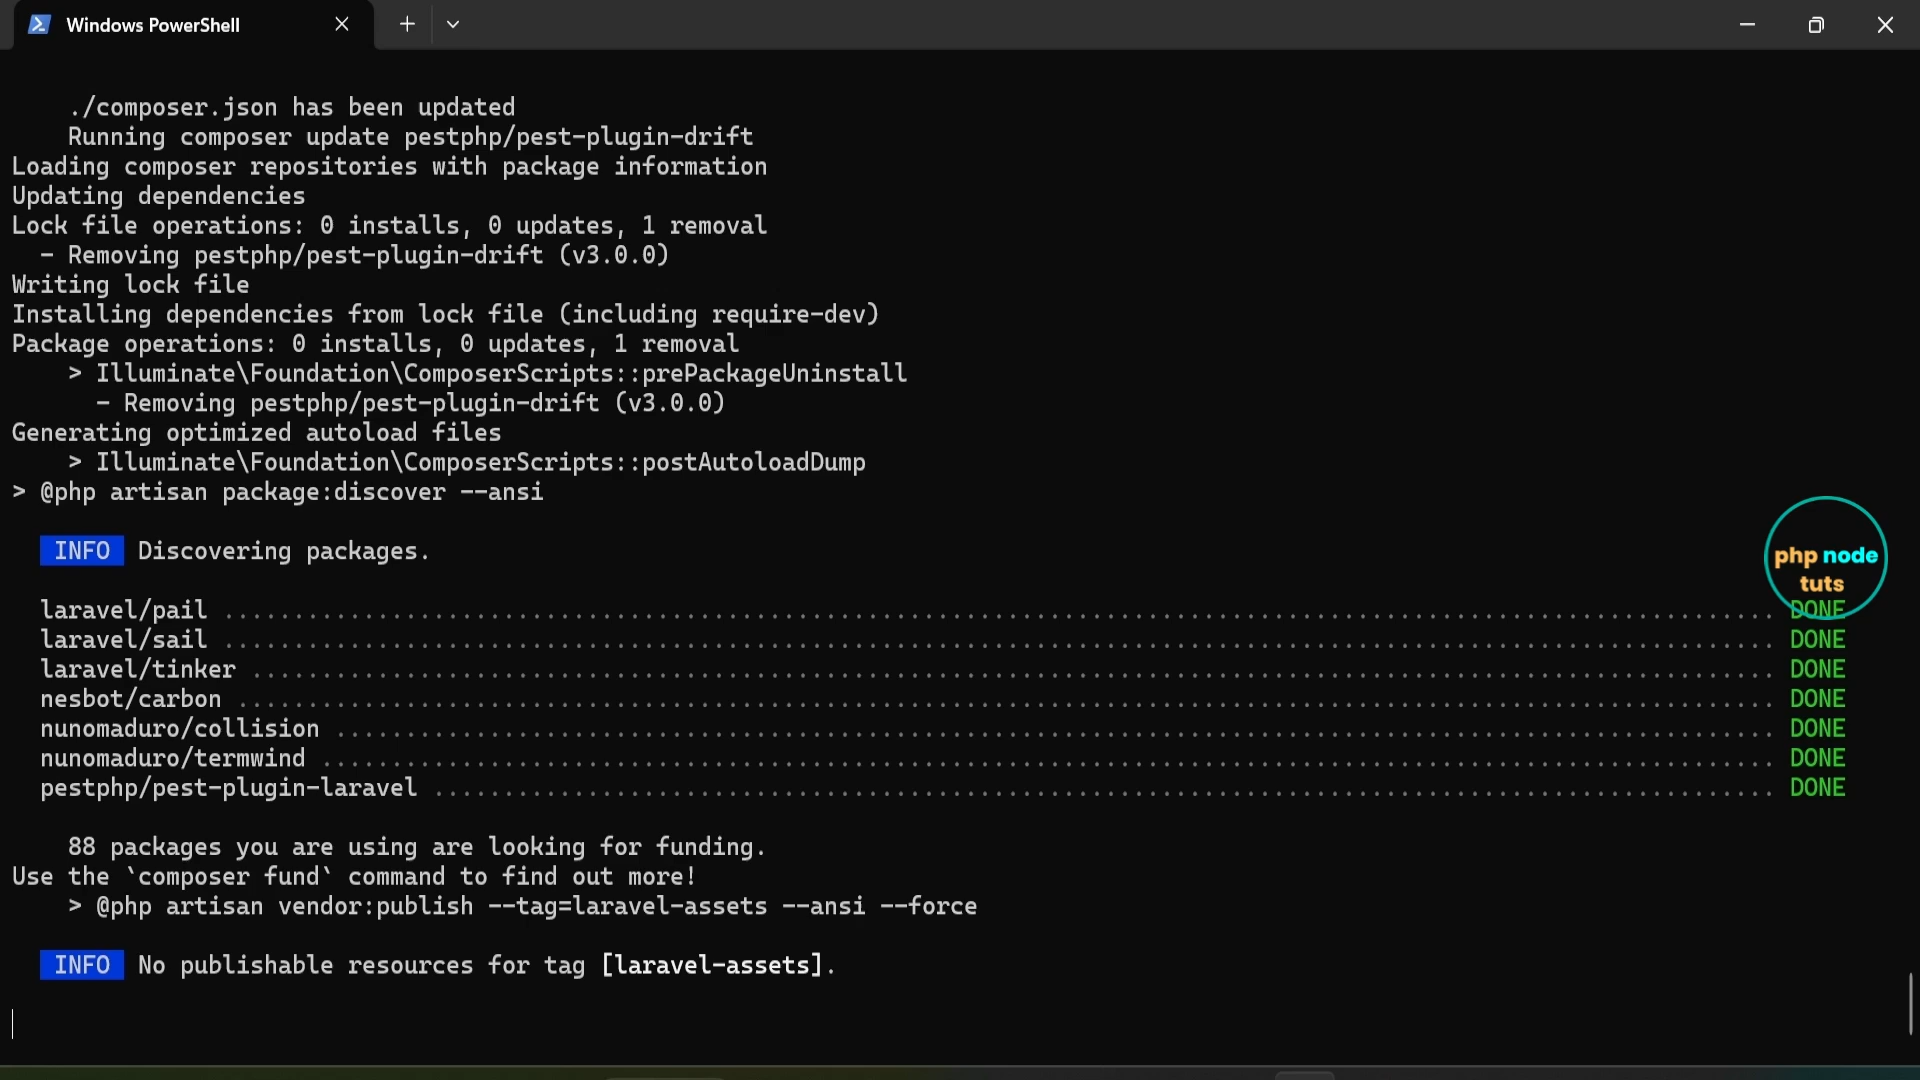 Windows PowerShell
./composer.json has been updated
Running composer update pestphp/pest-plugin-drift
Loading composer repositories with package information
Updating dependencies
Lock file operations: 0 installs, 0 updates, 1 removal
- Removing pestphp/pest-plugin-drift (v3.0.0)
Writing lock file
Installing dependencies from lock file (including require-dev)
Package operations: 0 installs, 0 updates, 1 removal
> Illuminate\Foundation\ComposerScripts::prePackageUninstall
- Removing pestphp/pest-plugin-drift (v3.0.0)
Generating optimized autoload files
> Illuminate\Foundation\ComposerScripts::postAutoloadDump
> @php artisan package:discover --ansi
INFO Discovering packages.
php node
tuts
laravel/pail ........ DONE
laravel/sail ........ DONE
laravel/tinker ........ DONE
nesbot/carbon ........ DONE
nunomaduro/collision ........ DONE
nunomaduro/termwind ........ DONE
pestphp/pest-plugin-laravel ........ DONE
88 packages you are using are looking for funding.
Use the `composer fund` command to find out more!
> @php artisan vendor:publish --tag=laravel-assets --ansi --force
INFO No publishable resources for tag [laravel-assets].